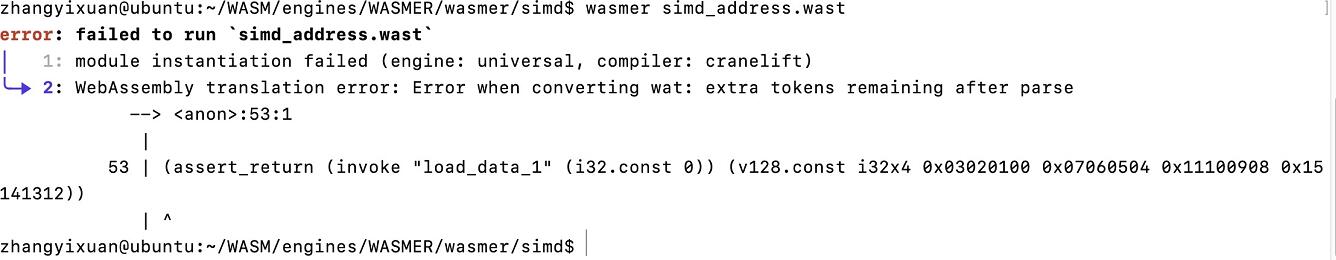 zhangyixuan@ubuntu:~/WASM/engines/WASMER/wasmer/simd$ wasmer simd_address.wast
error: failed to run `simd_address.wast`
│   1: module instantiation failed (engine: universal, compiler: cranelift)
╰─▶ 2: WebAssembly translation error: Error when converting wat: extra tokens remaining after parse
            --> <anon>:53:1
             |
          53 | (assert_return (invoke "load_data_1" (i32.const 0)) (v128.const i32x4 0x03020100 0x07060504 0x11100908 0x15
141312))
             | ^
zhangyixuan@ubuntu:~/WASM/engines/WASMER/wasmer/simd$